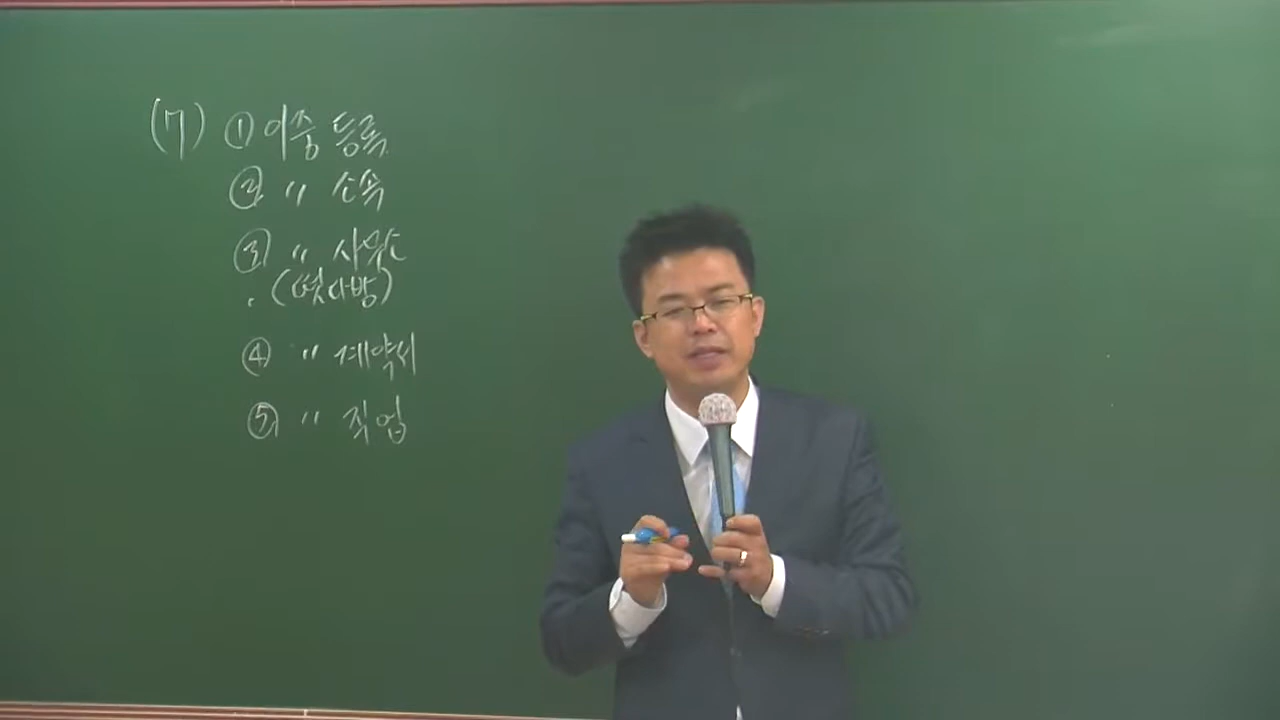 (7) ① 이중 등록
② 〃 소속
③ 〃 사무소
(떳다방)
④ 〃 계약서
⑤ 〃 직업